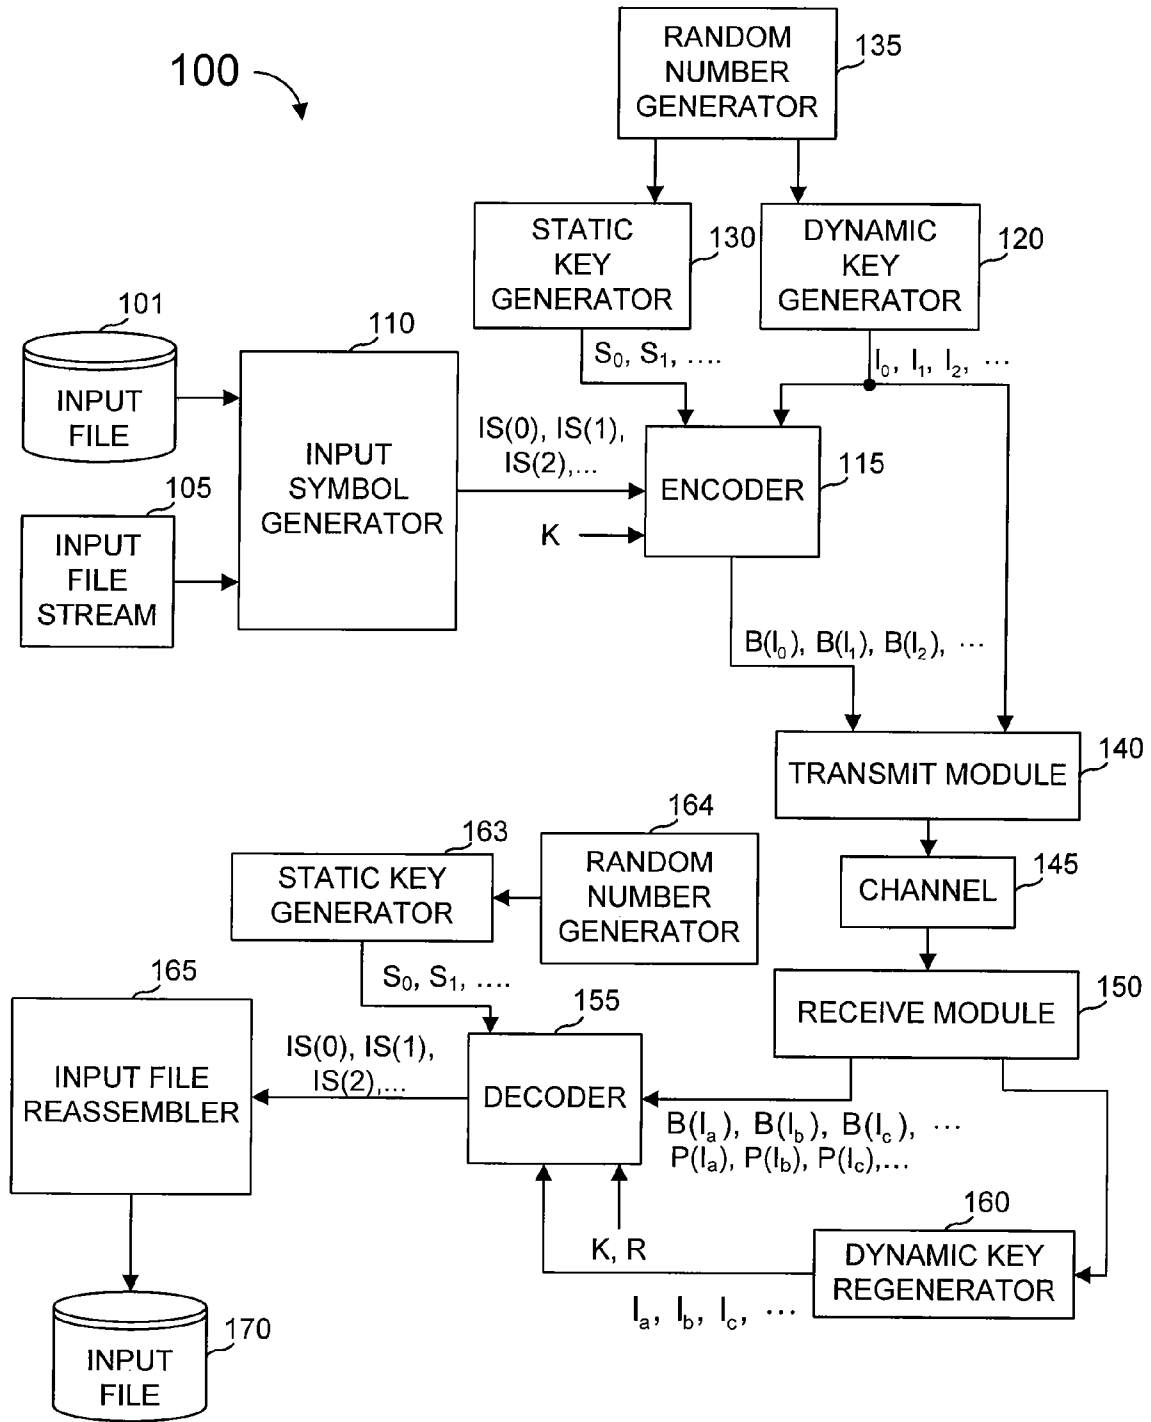 100
RANDOM
NUMBER
GENERATOR
135
STATIC
KEY
GENERATOR
130
DYNAMIC
KEY
GENERATOR
120
S₀, S₁, ....
I₀, I₁, I₂, ...
101
INPUT
FILE
105
INPUT
FILE
STREAM
110
INPUT
SYMBOL
GENERATOR
IS(0), IS(1),
IS(2),...
K
ENCODER
115
B(I₀), B(I₁), B(I₂), ...
TRANSMIT MODULE
140
CHANNEL
145
RECEIVE MODULE
150
164
RANDOM
NUMBER
GENERATOR
163
STATIC KEY
GENERATOR
S₀, S₁, ....
155
DECODER
B(Iₐ), B(I_b), B(I_c), ...
P(Iₐ), P(I_b), P(I_c),...
K, R
160
DYNAMIC KEY
REGENERATOR
Iₐ, I_b, I_c, ...
IS(0), IS(1),
IS(2),...
165
INPUT FILE
REASSEMBLER
170
INPUT
FILE